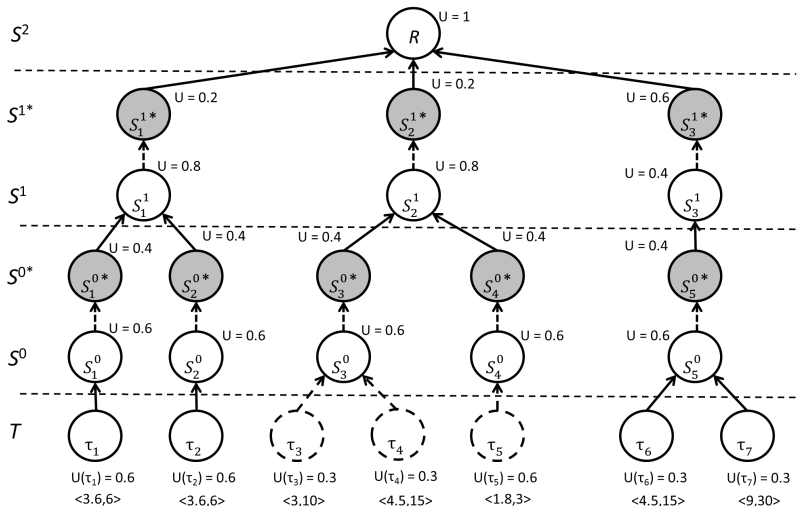 S² R U = 1
S¹* S₁¹* U = 0.2 S₂¹* U = 0.2 S₃¹* U = 0.6
U = 0.8 U = 0.8 U = 0.4
S¹ S₁¹ S₂¹ S₃¹
U = 0.4 U = 0.4 U = 0.4 U = 0.4 U = 0.4
S⁰* S₁⁰* S₂⁰* S₃⁰* S₄⁰* S₅⁰*
U = 0.6 U = 0.6 U = 0.6 U = 0.6 U = 0.6
S⁰ S₁⁰ S₂⁰ S₃⁰ S₄⁰ S₅⁰
T τ₁ τ₂ τ₃ τ₄ τ₅ τ₆ τ₇
U(τ₁) = 0.6 U(τ₂) = 0.6 U(τ₃) = 0.3 U(τ₄) = 0.3 U(τ₅) = 0.6 U(τ₆) = 0.3 U(τ₇) = 0.3
<3.6,6> <3.6,6> <3,10> <4.5,15> <1.8,3> <4.5,15> <9,30>